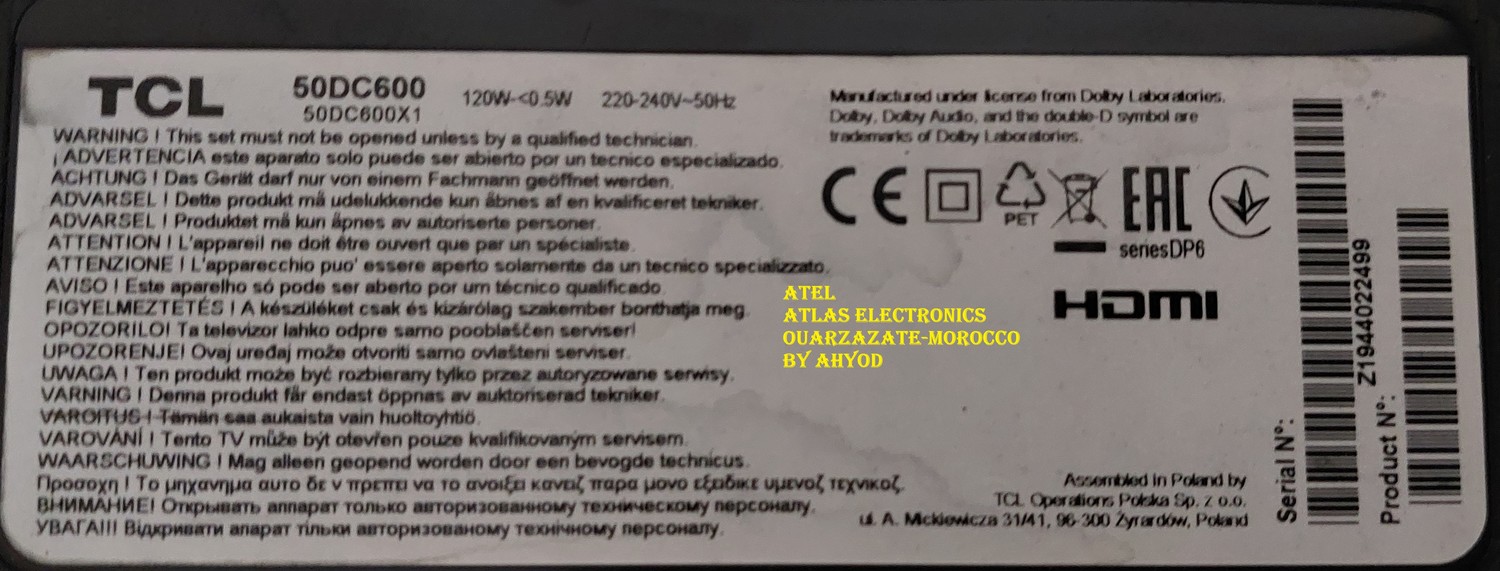 TCL
50DC600
50DC600X1
120W-<0.5W
220-240V~50Hz
WARNING ! This set must not be opened unless by a qualified technician.
¡ ADVERTENCIA este aparato solo puede ser abierto por un tecnico especializado.
ACHTUNG ! Das Gerät darf nur von einem Fachmann geöffnet werden.
ADVARSEL ! Dette produkt må udelukkende kun åbnes af en kvalificeret tekniker.
ADVARSEL ! Produktet må kun åpnes av autoriserte personer.
ATTENTION ! L'appareil ne doit être ouvert que par un spécialiste.
ATTENZIONE ! L'apparecchio puo' essere aperto solamente da un tecnico specializzato.
AVISO ! Este aparelho só pode ser aberto por um técnico qualificado.
FIGYELMEZTETÉS ! A készüléket csak és kizárólag szakember bonthatja meg.
OPOZORILO! Ta televizor lahko odpre samo pooblaščen serviser!
UPOZORENJE! Ovaj uređaj može otvoriti samo ovlašteni serviser.
UWAGA ! Ten produkt może być rozbierany tylko przez autoryzowane serwisy.
VARNING ! Denna produkt får endast öppnas av auktoriserad tekniker.
VAROITUS ! Tämän saa aukaista vain huoltoyhtiö.
VAROVÁNÍ ! Tento TV může být otevřen pouze kvalifikovaným servisem.
WAARSCHUWING ! Mag alleen geopend worden door een bevogde technicus.
Προσοχη ! Το μηχανημα αυτο δε ν πρεπει να το ανοιξει κανειζ παρα μονο εξειδικε υμενοζ τεχνικοζ.
ВНИМАНИЕ! Открывать аппарат только авторизованному техническому персоналу.
УВАГА!!! Відкривати апарат тільки авторизованому технічному персоналу.
Manufactured under license from Dolby Laboratories.
Dolby, Dolby Audio, and the double-D symbol are
trademarks of Dolby Laboratories.
CE
PET
EAC
seriesDP6
HDMI
ATEL
ATLAS ELECTRONICS
OUARZAZATE-MOROCCO
BY AHYOD
Assembled in Poland by
TCL Operations Polska Sp. z o.o.
ul. A. Mickiewicza 31/41, 96-300 Żyrardów, Poland
Serial N°:
Z1944022499
Product N°: